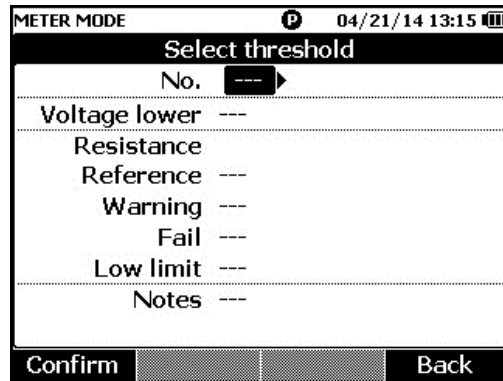 METER MODE P 04/21/14 13:15
Select threshold
No. ---
Voltage lower ---
Resistance
Reference ---
Warning ---
Fail ---
Low limit ---
Notes ---
Confirm Back